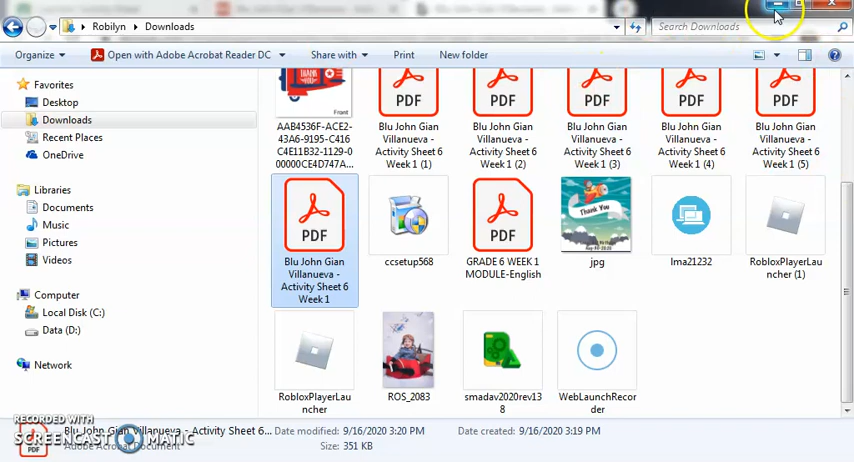 Robilyn ▸ Downloads
Search Downloads
Organize
Open with Adobe Acrobat Reader DC
Print
New folder
Favorites
Desktop
Downloads
Recent Places
OneDrive
Libraries
Documents
Music
Pictures
Videos
Computer
Local Disk (C:)
Data (D:)
Network
Front
PDF
PDF
PDF
PDF
PDF
AAB4536F-ACE2-
43A6-9195-C416
C4E11B32-1129-0
00000CE4D747A...
Blu John Gian
Villanueva -
Activity Sheet 6
Week 1 (1)
Blu John Gian
Villanueva -
Activity Sheet 6
Week 1 (2)
Blu John Gian
Villanueva -
Activity Sheet 6
Week 1 (3)
Blu John Gian
Villanueva -
Activity Sheet 6
Week 1 (4)
Blu John Gian
Villanueva -
Activity Sheet 6
Week 1 (5)
PDF
Blu John Gian
Villanueva -
Activity Sheet 6
Week 1
ccsetup568
PDF
GRADE 6 WEEK 1
MODULE-English
Thank You
jpg
lma21232
RobloxPlayerLau
ncher (1)
RobloxPlayerLau
ncher
ROS_2083
smadav2020rev13
8
WebLaunchRecor
der
PDF
Blu John Gian Villanueva - Activity Sheet 6...
Adobe Acrobat Document
Date modified: 9/16/2020 3:20 PM
Size: 351 KB
Date created: 9/16/2020 3:19 PM
RECORDED WITH
SCREENCAST MATIC